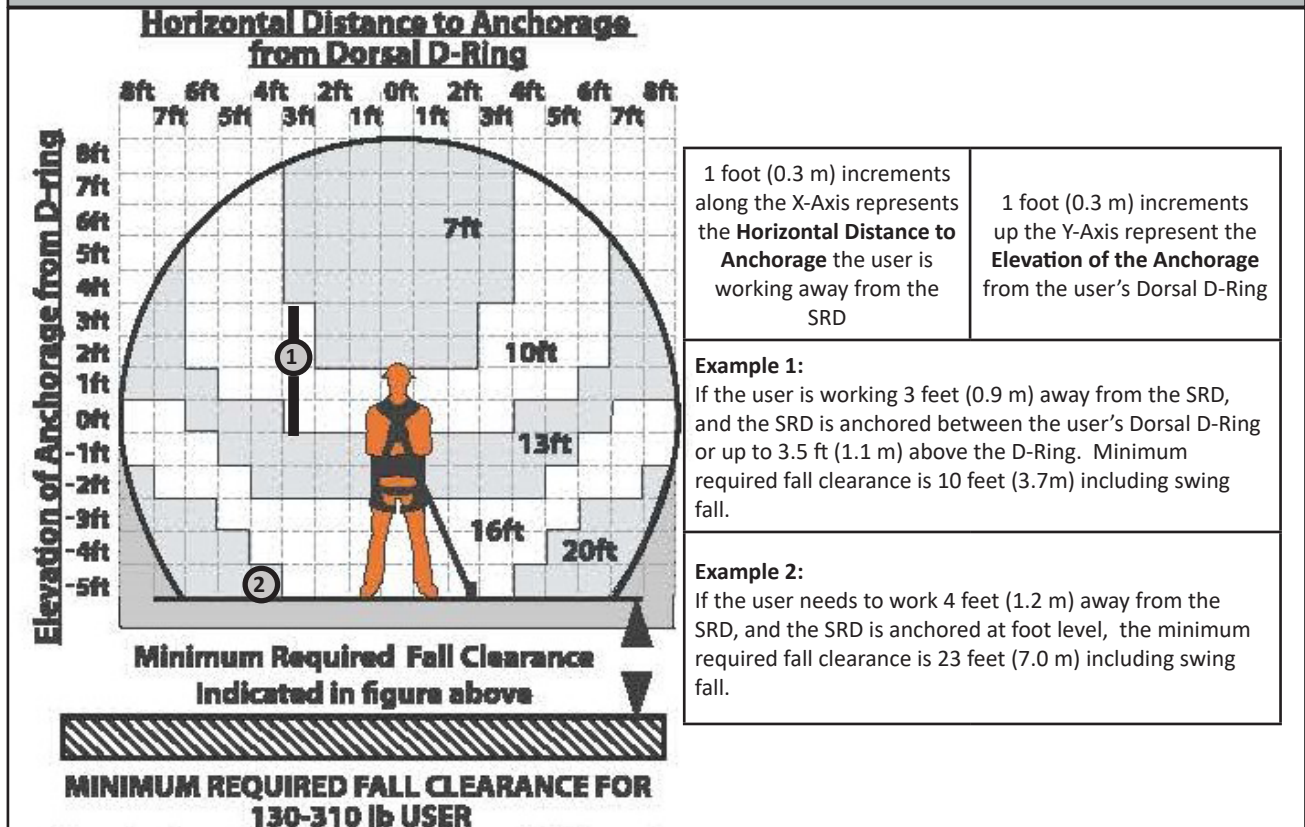 Horizontal Distance to Anchorage
from Dorsal D-Ring
8ft 6ft 4ft 2ft 0ft 2ft 4ft 6ft 8ft
7ft 5ft 3ft 1ft 1ft 3ft 5ft 7ft
Elevation of Anchorage from D-ring
8ft
7ft
6ft
5ft
4ft
3ft
2ft
1ft
0ft
-1ft
-2ft
-3ft
-4ft
-5ft
7ft
10ft
13ft
16ft
20ft
1
2
Minimum Required Fall Clearance
Indicated in figure above
MINIMUM REQUIRED FALL CLEARANCE FOR
130-310 lb USER
1 foot (0.3 m) increments
along the X-Axis represents
the Horizontal Distance to
Anchorage the user is
working away from the
SRD
1 foot (0.3 m) increments
up the Y-Axis represent the
Elevation of the Anchorage
from the user's Dorsal D-Ring
Example 1:
If the user is working 3 feet (0.9 m) away from the SRD,
and the SRD is anchored between the user's Dorsal D-Ring
or up to 3.5 ft (1.1 m) above the D-Ring. Minimum
required fall clearance is 10 feet (3.7m) including swing
fall.
Example 2:
If the user needs to work 4 feet (1.2 m) away from the
SRD, and the SRD is anchored at foot level, the minimum
required fall clearance is 23 feet (7.0 m) including swing
fall.